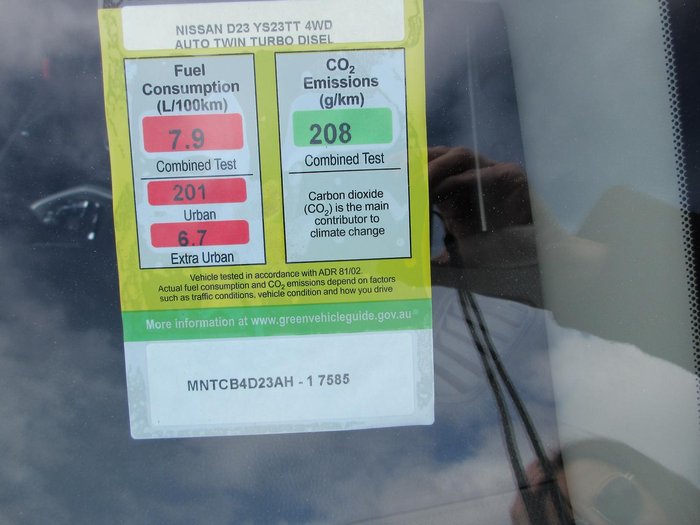 NISSAN D23 YS23TT 4WD
AUTO TWIN TURBO DISEL
Fuel
Consumption
(L/100km)
7.9
Combined Test
201
Urban
6.7
Extra Urban
CO₂
Emissions
(g/km)
208
Combined Test
Carbon dioxide
(CO₂) is the main
contributor to
climate change
Vehicle tested in accordance with ADR 81/02.
Actual fuel consumption and CO₂ emissions depend on factors
such as traffic conditions, vehicle condition and how you drive
More information at www.greenvehicleguide.gov.au
MNTCB4D23AH - 1 7585